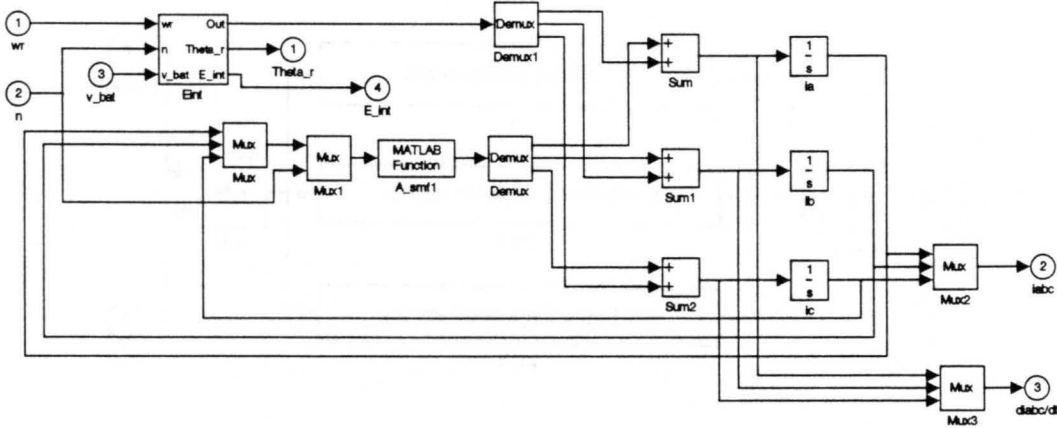 1
wr
2
n
3
v_bat
wr
n
v_bat
Out
Theta_r
E_int
Eint
1
Theta_r
4
E_int
Mux
Mux
Mux
Mux1
MATLAB
Function
A_smf1
Demux
Demux1
Demux
Demux
+
+
Sum
+
+
Sum1
+
+
Sum2
1
s
ia
1
s
ib
1
s
ic
Mux
Mux2
2
iabc
Mux
Mux3
3
diabc/dt